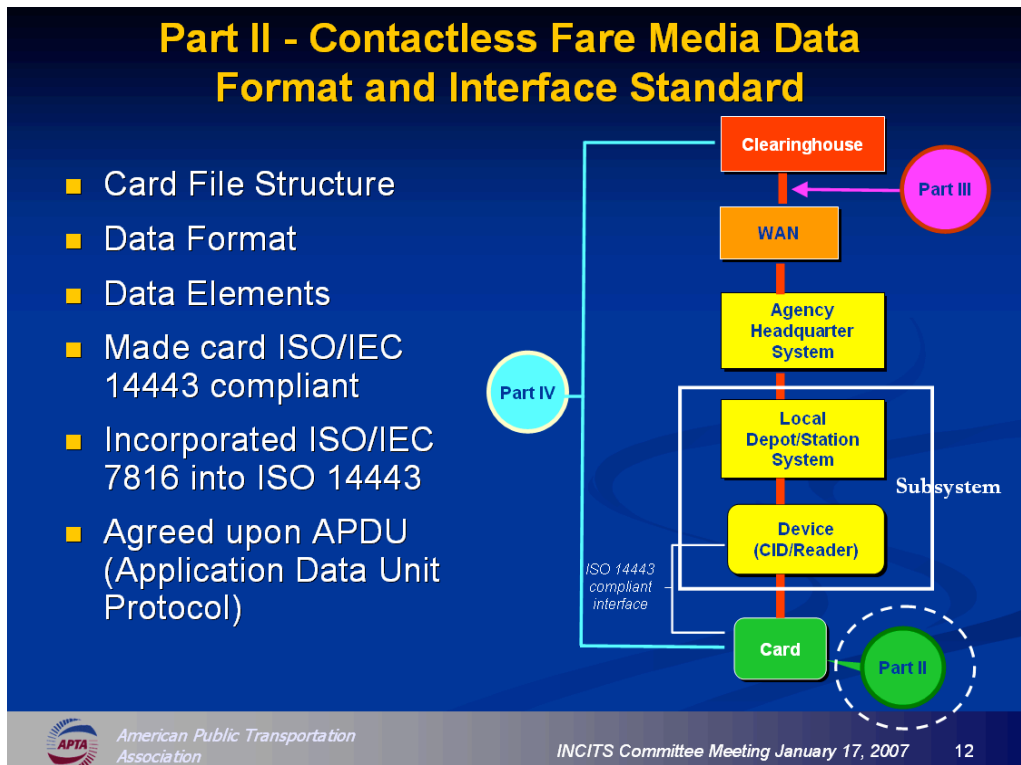 Part II - Contactless Fare Media Data
Format and Interface Standard
Card File Structure
Data Format
Data Elements
Made card ISO/IEC
14443 compliant
Incorporated ISO/IEC
7816 into ISO 14443
Agreed upon APDU
(Application Data Unit
Protocol)
Clearinghouse
Part III
WAN
Agency
Headquarter
System
Part IV
Local
Depot/Station
System
Subsystem
Device
(CID/Reader)
ISO 14443
compliant
interface
Card
Part II
APTA
American Public Transportation
Association
INCITS Committee Meeting January 17, 2007
12